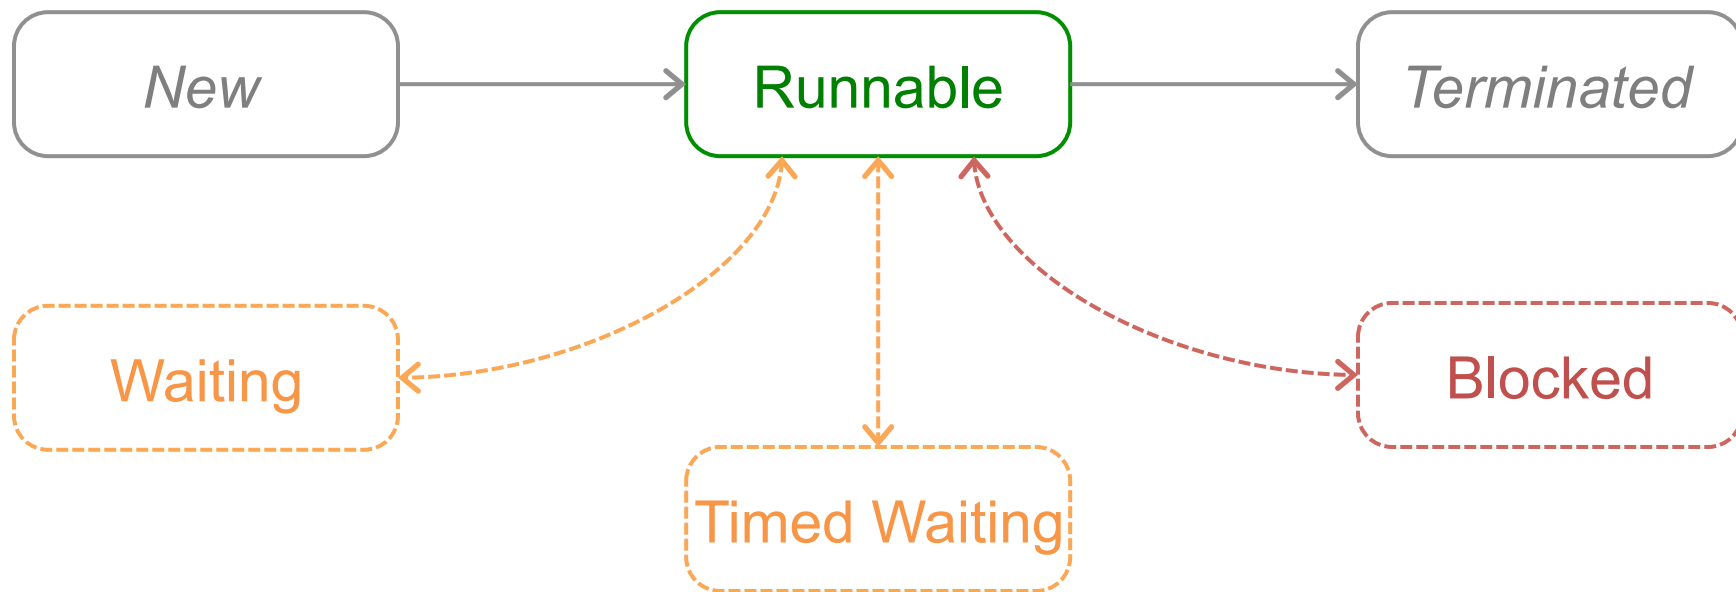 New
Runnable
Terminated
Waiting
Blocked
Timed Waiting